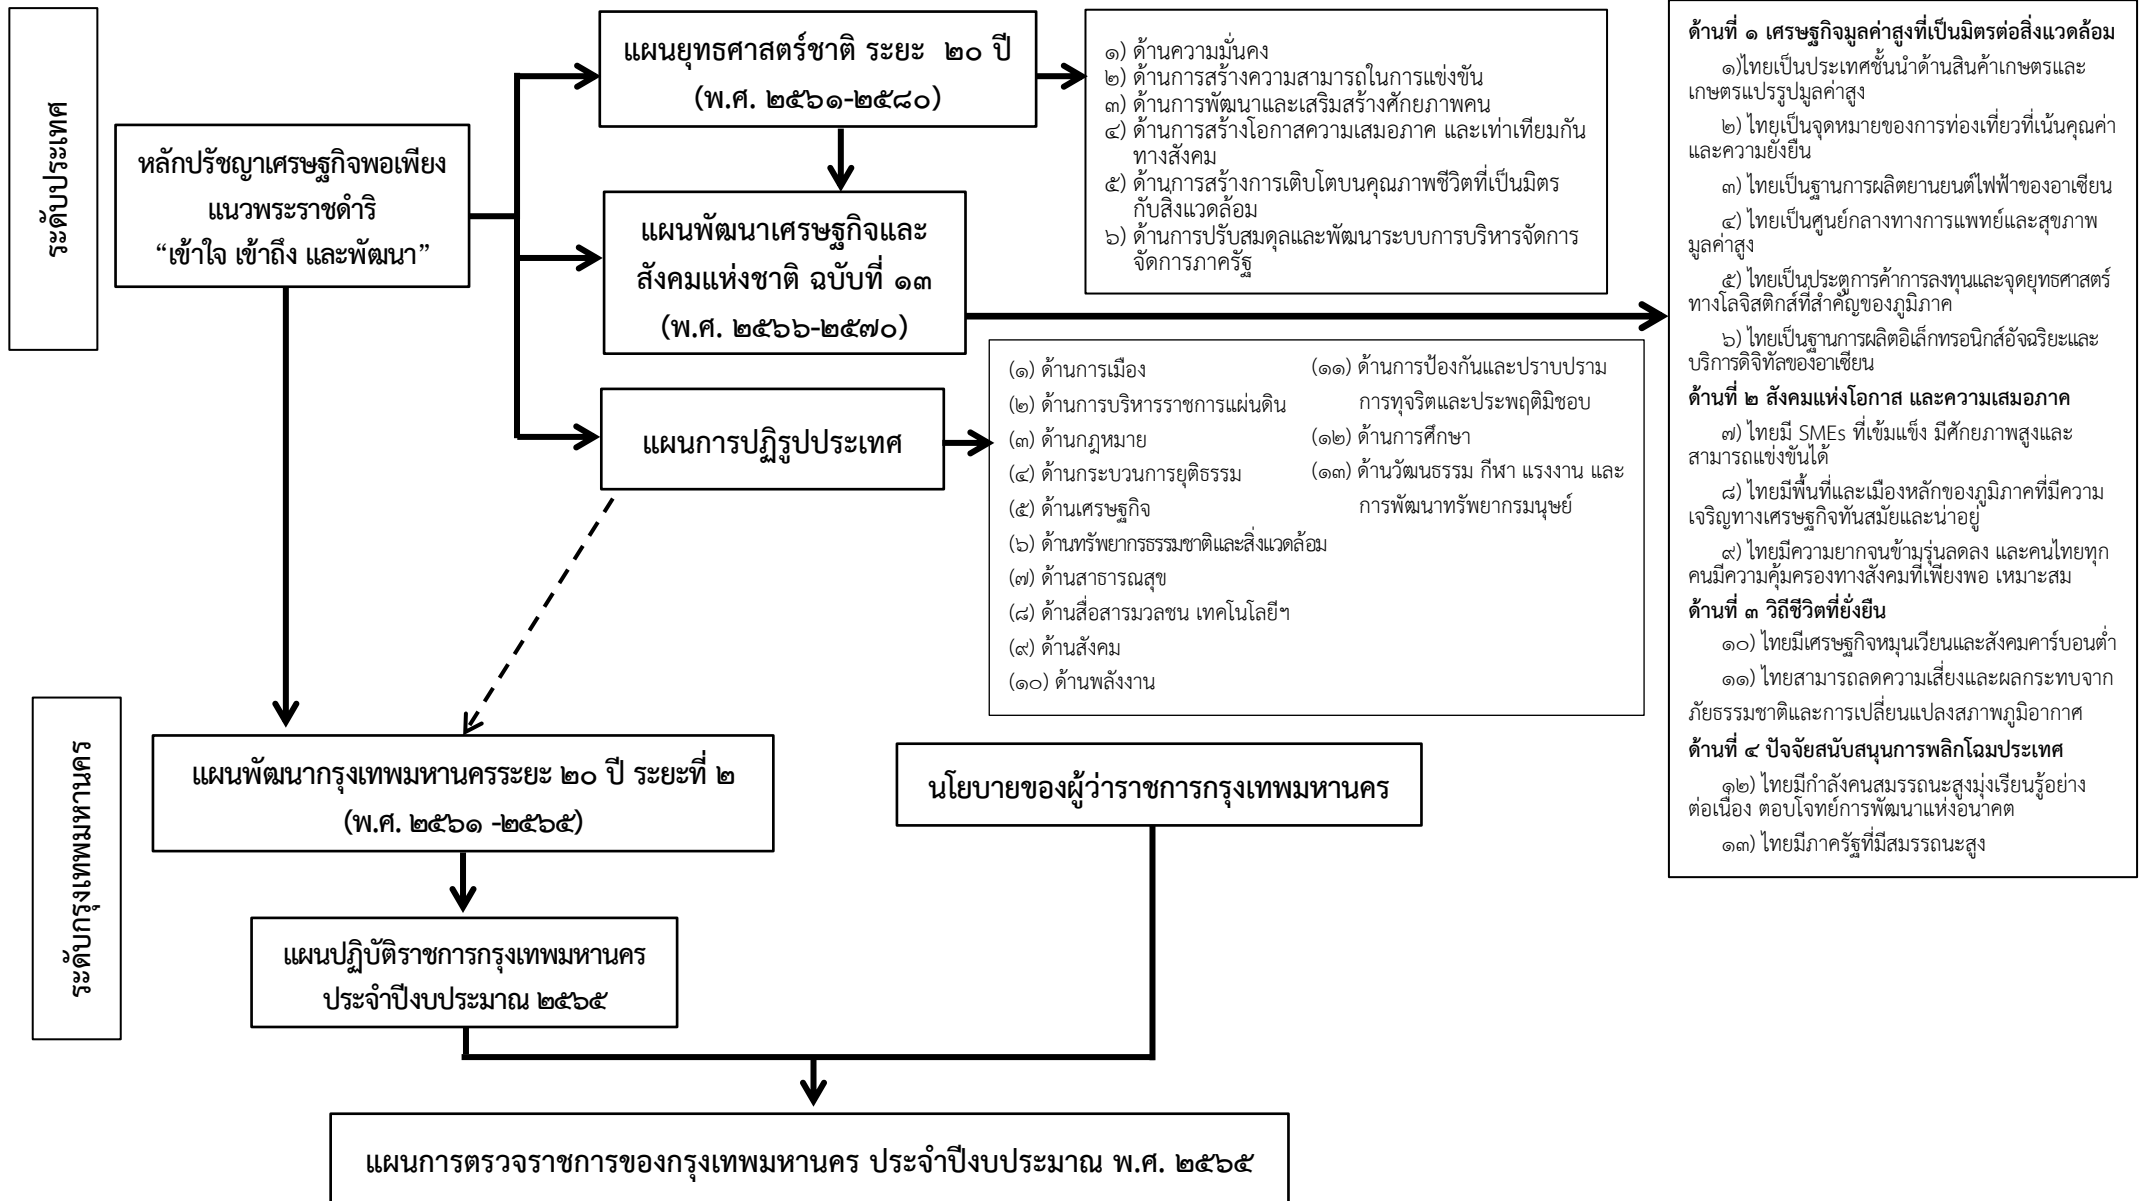 ระดับประเทศ
หลักปรัชญาเศรษฐกิจพอเพียง
แนวพระราชดำริ
“เข้าใจ เข้าถึง และพัฒนา”
แผนยุทธศาสตร์ชาติ ระยะ ๒๐ ปี
(พ.ศ. ๒๕๖๑-๒๕๘๐)
แผนพัฒนาเศรษฐกิจและ
สังคมแห่งชาติ ฉบับที่ ๑๓
(พ.ศ. ๒๕๖๖-๒๕๗๐)
แผนการปฏิรูปประเทศ
๑) ด้านความมั่นคง
๒) ด้านการสร้างความสามารถในการแข่งขัน
๓) ด้านการพัฒนาและเสริมสร้างศักยภาพคน
๔) ด้านการสร้างโอกาสความเสมอภาค และเท่าเทียมกัน
ทางสังคม
๕) ด้านการสร้างการเติบโตบนคุณภาพชีวิตที่เป็นมิตร
กับสิ่งแวดล้อม
๖) ด้านการปรับสมดุลและพัฒนาระบบการบริหารจัดการ
จัดการภาครัฐ
(๑) ด้านการเมือง
(๒) ด้านการบริหารราชการแผ่นดิน
(๓) ด้านกฎหมาย
(๔) ด้านกระบวนการยุติธรรม
(๕) ด้านเศรษฐกิจ
(๖) ด้านทรัพยากรธรรมชาติและสิ่งแวดล้อม
(๗) ด้านสาธารณสุข
(๘) ด้านสื่อสารมวลชน เทคโนโลยีฯ
(๙) ด้านสังคม
(๑๐) ด้านพลังงาน
(๑๑) ด้านการป้องกันและปราบปราม
การทุจริตและประพฤติมิชอบ
(๑๒) ด้านการศึกษา
(๑๓) ด้านวัฒนธรรม กีฬา แรงงาน และ
การพัฒนาทรัพยากรมนุษย์
ด้านที่ ๑ เศรษฐกิจมูลค่าสูงที่เป็นมิตรต่อสิ่งแวดล้อม
๑)ไทยเป็นประเทศชั้นนำด้านสินค้าเกษตรและ
เกษตรแปรรูปมูลค่าสูง
๒) ไทยเป็นจุดหมายของการท่องเที่ยวที่เน้นคุณค่า
และความยั่งยืน
๓) ไทยเป็นฐานการผลิตยานยนต์ไฟฟ้าของอาเซียน
๔) ไทยเป็นศูนย์กลางทางการแพทย์และสุขภาพ
มูลค่าสูง
๕) ไทยเป็นประตูการค้าการลงทุนและจุดยุทธศาสตร์
ทางโลจิสติกส์ที่สำคัญของภูมิภาค
๖) ไทยเป็นฐานการผลิตอิเล็กทรอนิกส์อัจฉริยะและ
บริการดิจิทัลของอาเซียน
ด้านที่ ๒ สังคมแห่งโอกาส และความเสมอภาค
๗) ไทยมี SMEs ที่เข้มแข็ง มีศักยภาพสูงและ
สามารถแข่งขันได้
๘) ไทยมีพื้นที่และเมืองหลักของภูมิภาคที่มีความ
เจริญทางเศรษฐกิจทันสมัยและน่าอยู่
๙) ไทยมีความยากจนข้ามรุ่นลดลง และคนไทยทุก
คนมีความคุ้มครองทางสังคมที่เพียงพอ เหมาะสม
ด้านที่ ๓ วิถีชีวิตที่ยั่งยืน
๑๐) ไทยมีเศรษฐกิจหมุนเวียนและสังคมคาร์บอนต่ำ
๑๑) ไทยสามารถลดความเสี่ยงและผลกระทบจาก
ภัยธรรมชาติและการเปลี่ยนแปลงสภาพภูมิอากาศ
ด้านที่ ๔ ปัจจัยสนับสนุนการพลิกโฉมประเทศ
๑๒) ไทยมีกำลังคนสมรรถนะสูงมุ่งเรียนรู้อย่าง
ต่อเนื่อง ตอบโจทย์การพัฒนาแห่งอนาคต
๑๓) ไทยมีภาครัฐที่มีสมรรถนะสูง
ระดับกรุงเทพมหานคร
แผนพัฒนากรุงเทพมหานครระยะ ๒๐ ปี ระยะที่ ๒
(พ.ศ. ๒๕๖๑ -๒๕๖๕)
นโยบายของผู้ว่าราชการกรุงเทพมหานคร
แผนปฏิบัติราชการกรุงเทพมหานคร
ประจำปีงบประมาณ ๒๕๖๕
แผนการตรวจราชการของกรุงเทพมหานคร ประจำปีงบประมาณ พ.ศ. ๒๕๖๕